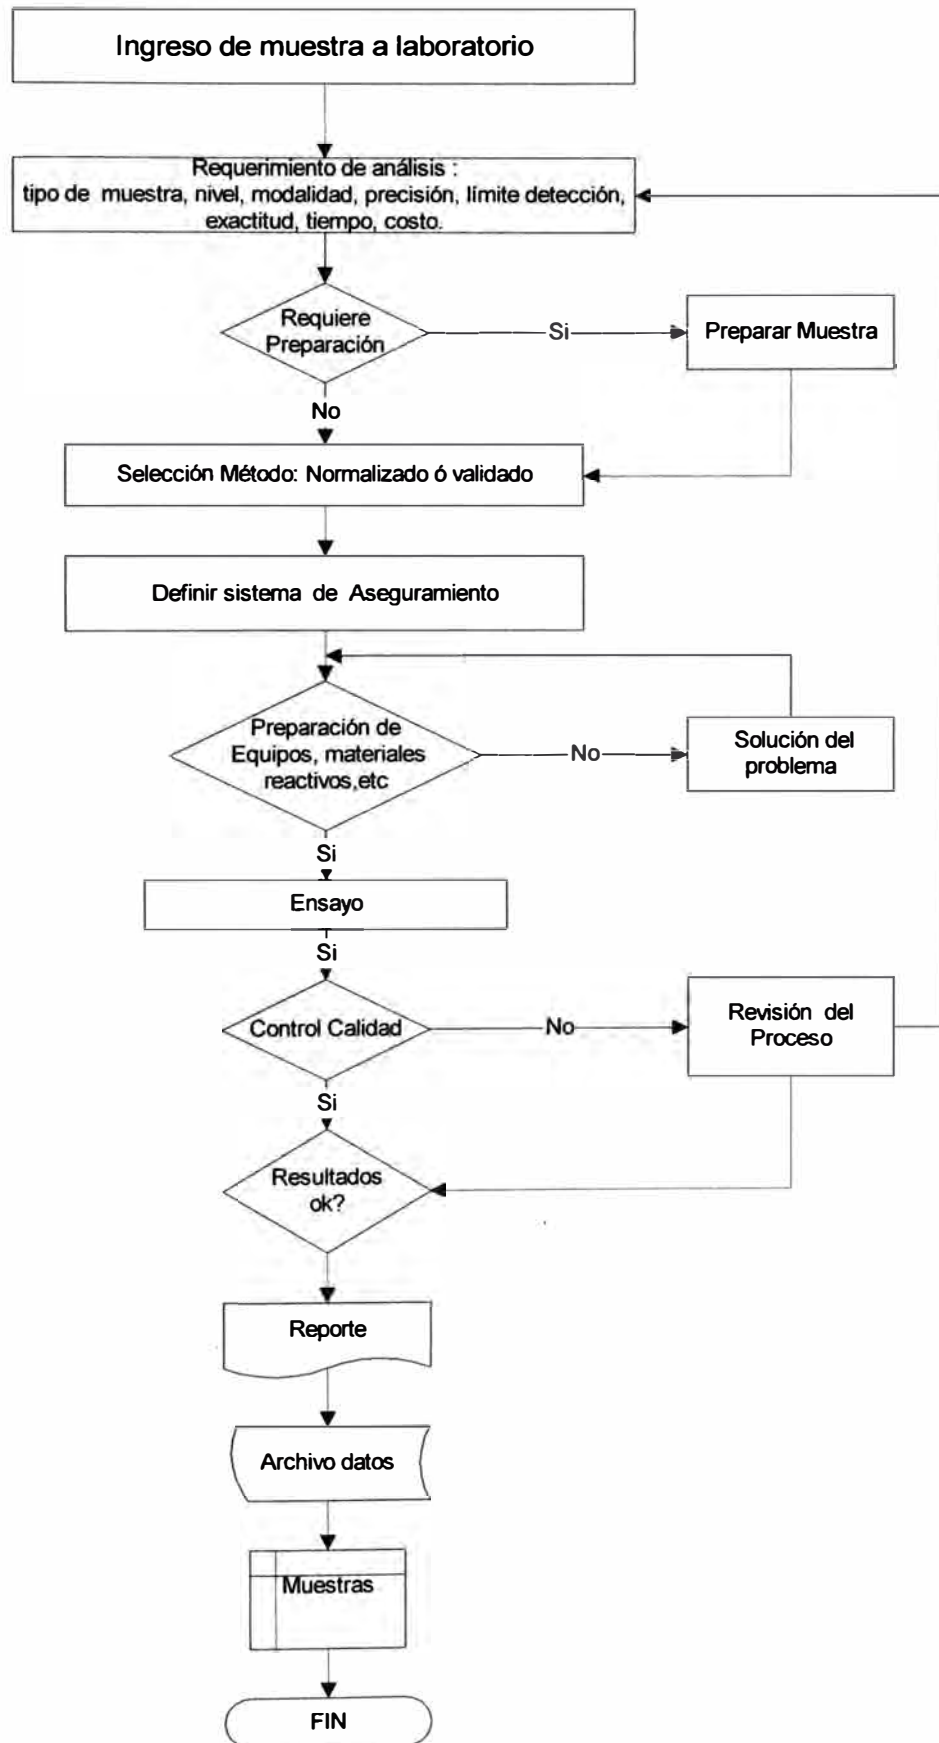 Ingreso de muestra a laboratorio
Requerimiento de análisis :
tipo de muestra, nivel, modalidad, precisión, límite detección,
exactitud, tiempo, costo.
Requiere
Preparación
Si
Preparar Muestra
No
Selección Método: Normalizado ó validado
Definir sistema de Aseguramiento
Preparación de
Equipos, materiales
reactivos,etc
No
Solución del
problema
Si
Ensayo
Si
Control Calidad
No
Revisión del
Proceso
Si
Resultados
ok?
Reporte
Archivo datos
Muestras
FIN